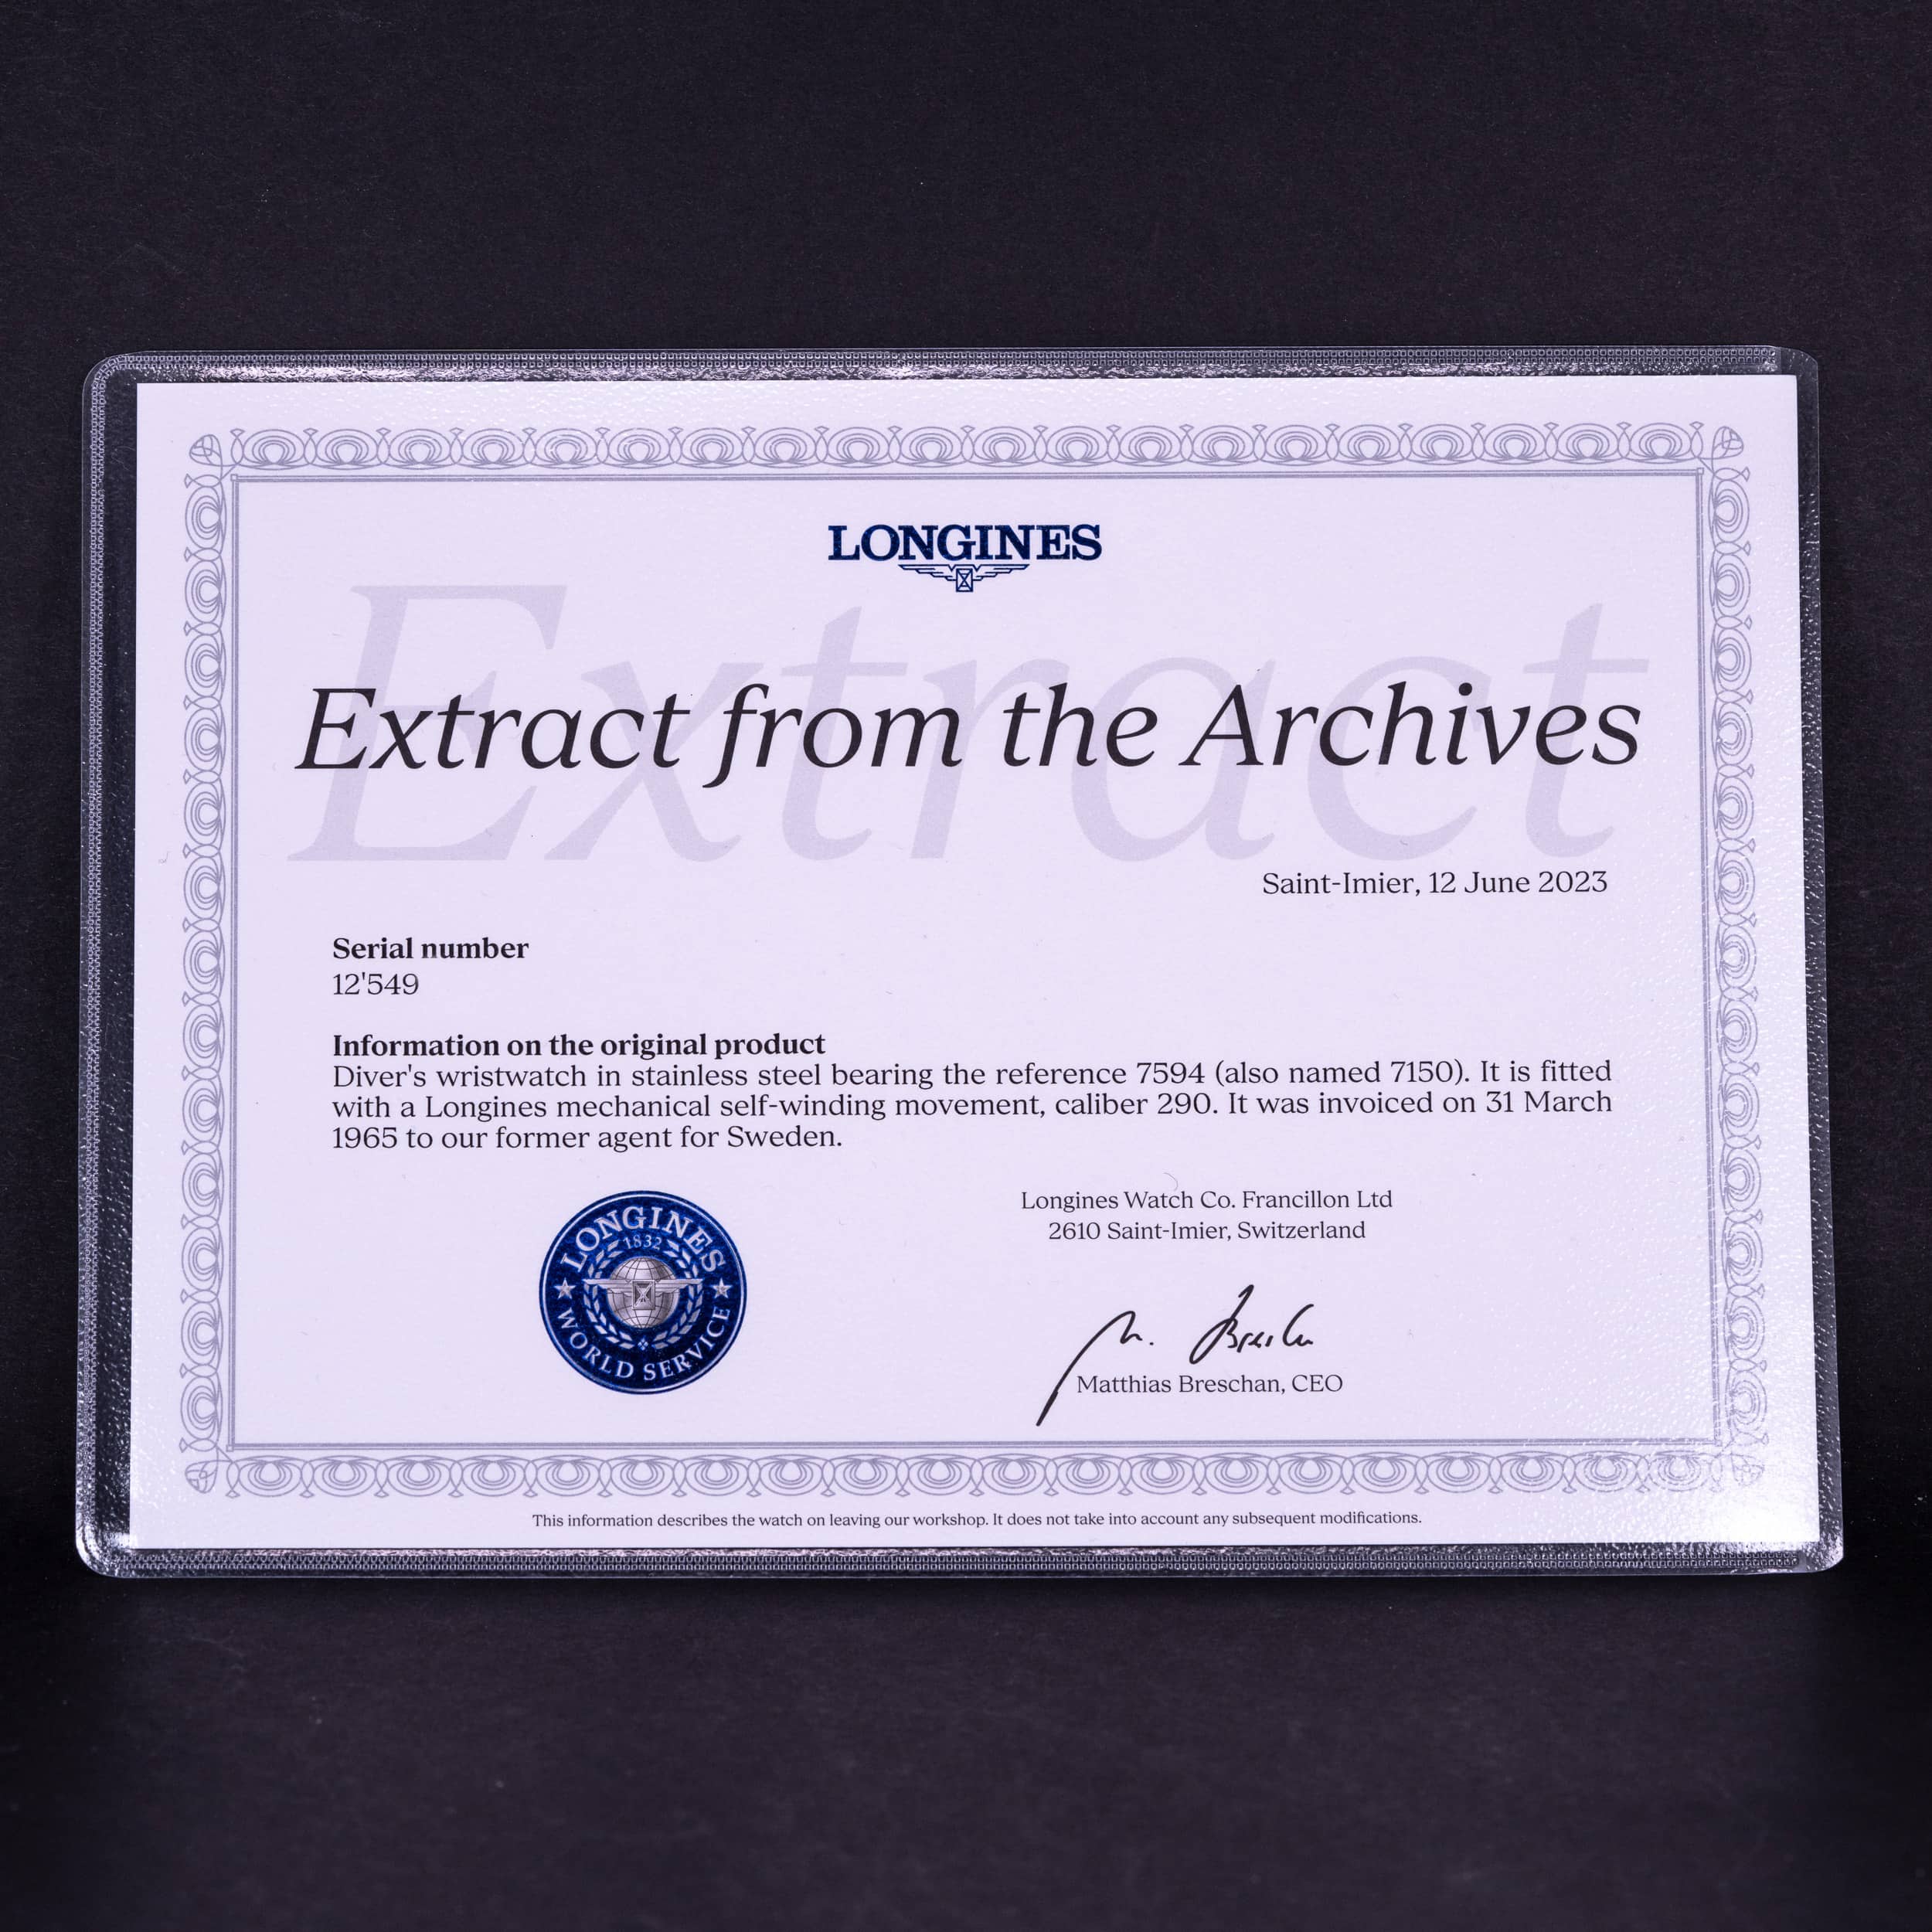 LONGINES
Extract
Extract from the Archives
Saint-Imier, 12 June 2023
Serial number
12'549
Information on the original product
Diver's wristwatch in stainless steel bearing the reference 7594 (also named 7150). It is fitted
with a Longines mechanical self-winding movement, caliber 290. It was invoiced on 31 March
1965 to our former agent for Sweden.
LONGINES
1832
WORLD SERVICE
Longines Watch Co. Francillon Ltd
2610 Saint-Imier, Switzerland
M. Breschan
Matthias Breschan, CEO
This information describes the watch on leaving our workshop. It does not take into account any subsequent modifications.